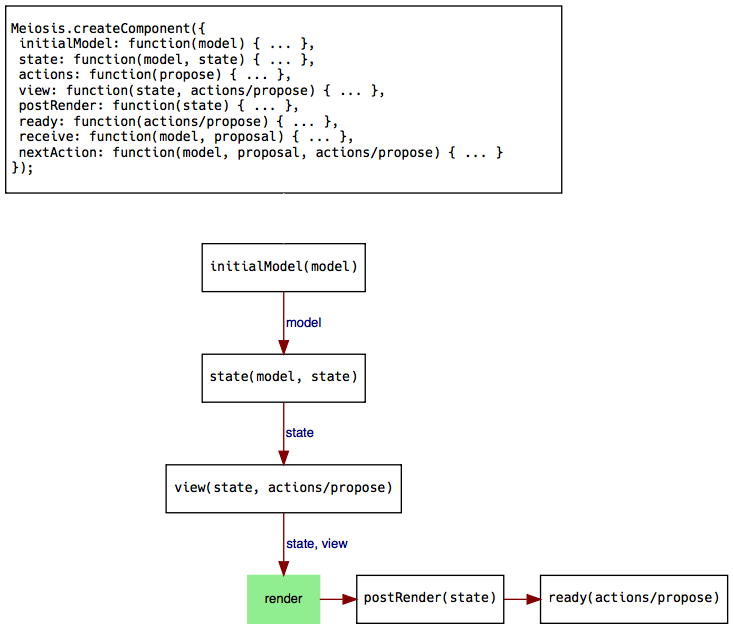 Meiosis.createComponent({
initialModel: function(model) { ... },
state: function(model, state) { ... },
actions: function(propose) { ... },
view: function(state, actions/propose) { ... },
postRender: function(state) { ... },
ready: function(actions/propose) { ... },
receive: function(model, proposal) { ... },
nextAction: function(model, proposal, actions/propose) { ... }
});
initialModel(model)
model
state(model, state)
state
view(state, actions/propose)
state, view
render
postRender(state)
ready(actions/propose)